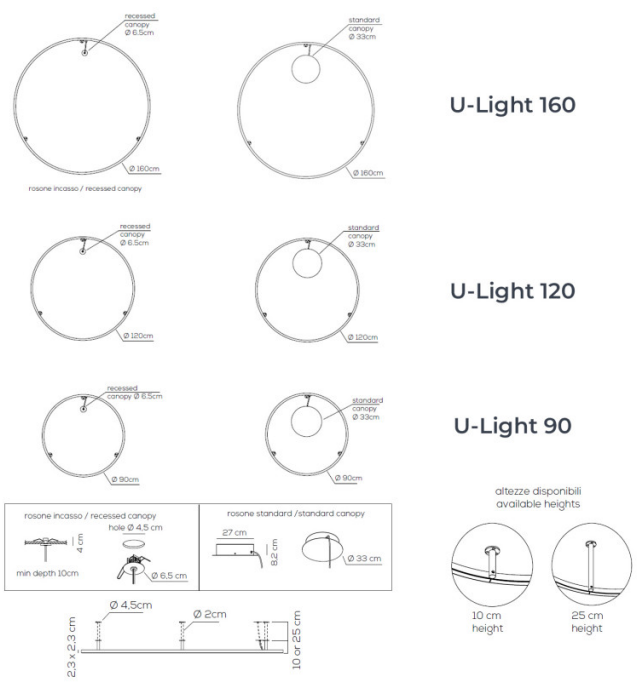 recessed
canopy
Ø 6.5cm
standard
canopy
Ø 33cm
U-Light 160
Ø 160cm
Ø 160cm
rosone incasso / recessed canopy
recessed
canopy
Ø 6.5cm
standard
canopy
Ø 33cm
U-Light 120
Ø 120cm
Ø 120cm
recessed
canopy Ø 6.5cm
standard
canopy
Ø 33cm
U-Light 90
Ø 90cm
Ø 90cm
altezze disponibili
available heights
rosone incasso / recessed canopy
hole Ø 4,5 cm
4 cm
min depth 10cm
Ø 6,5 cm
rosone standard /standard canopy
27 cm
8,2 cm
Ø 33 cm
10 cm
height
25 cm
height
Ø 4,5cm
Ø 2cm
2,3 x 2,3 cm
10 or 25 cm